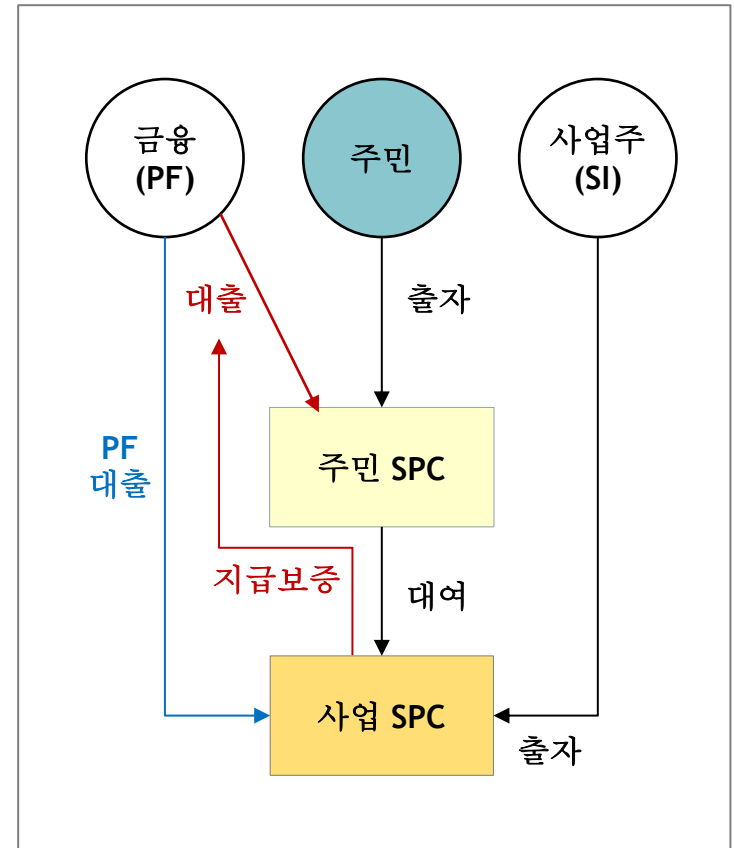 금융
(PF)
주민
사업주
(SI)
대출
출자
PF
대출
주민 SPC
지급보증
대여
사업 SPC
출자